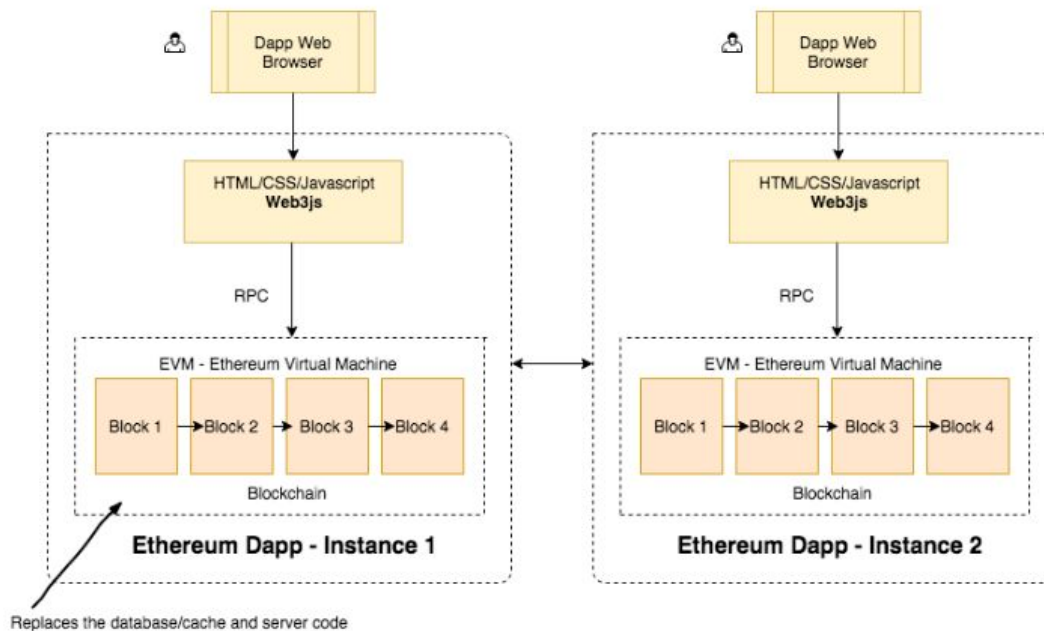 Dapp Web
Browser
HTML/CSS/Javascript
Web3js
RPC
EVM - Ethereum Virtual Machine
Block 1
Block 2
Block 3
Block 4
Blockchain
Ethereum Dapp - Instance 1
Replaces the database/cache and server code
Dapp Web
Browser
HTML/CSS/Javascript
Web3js
RPC
EVM - Ethereum Virtual Machine
Block 1
Block 2
Block 3
Block 4
Blockchain
Ethereum Dapp - Instance 2